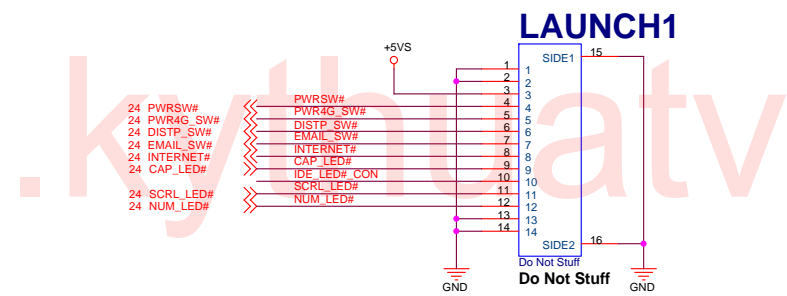 LAUNCH1
+5VS
SIDE1 15
1 1
2 2
3 3
PWRSW# 4 4
24 PWRSW#
PWR4G_SW# 5 5
24 PWR4G_SW#
DISTP_SW# 6 6
24 DISTP_SW#
EMAIL_SW# 7 7
24 EMAIL_SW#
INTERNET# 8 8
24 INTERNET#
CAP_LED# 9 9
24 CAP_LED#
IDE_LED#_CON 10 10
SCRL_LED# 11 11
24 SCRL_LED#
NUM_LED# 12 12
24 NUM_LED#
13 13
14 14
SIDE2 16
Do Not Stuff
Do Not Stuff
GND
GND
.kythuatv